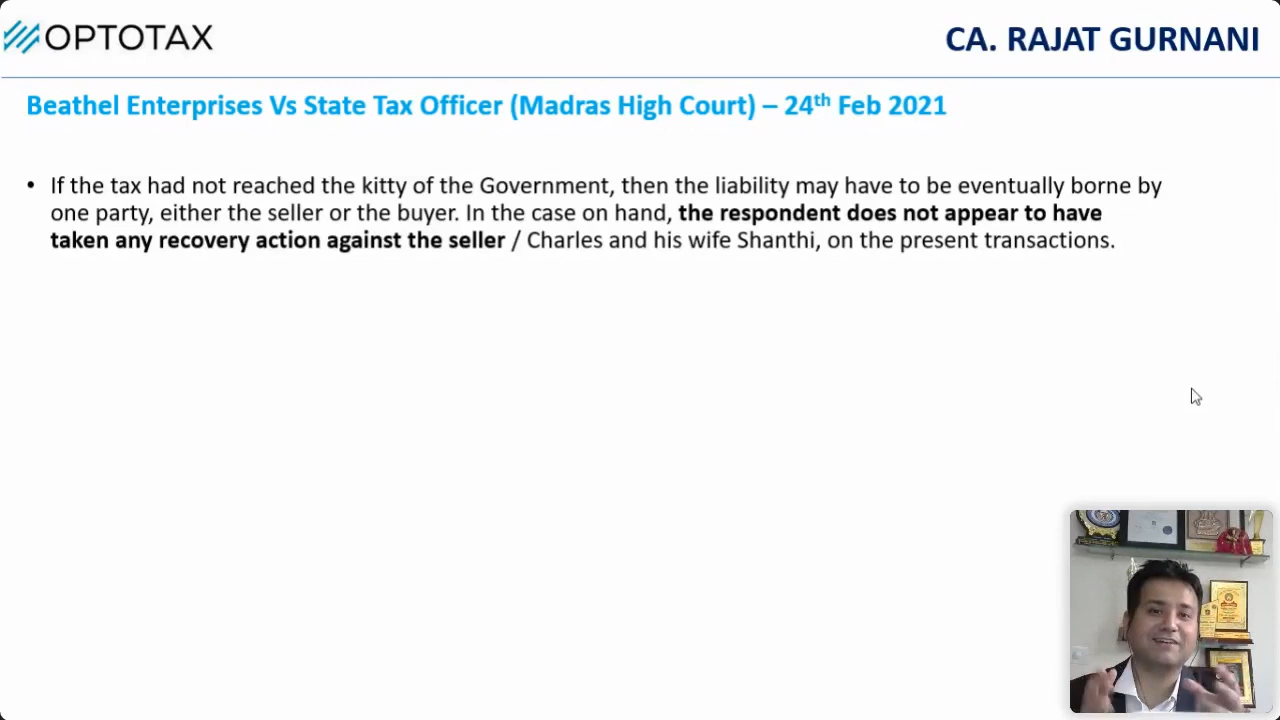 OPTOTAX
CA. RAJAT GURNANI
Beathel Enterprises Vs State Tax Officer (Madras High Court) – 24th Feb 2021
• If the tax had not reached the kitty of the Government, then the liability may have to be eventually borne by
one party, either the seller or the buyer. In the case on hand, the respondent does not appear to have
taken any recovery action against the seller / Charles and his wife Shanthi, on the present transactions.